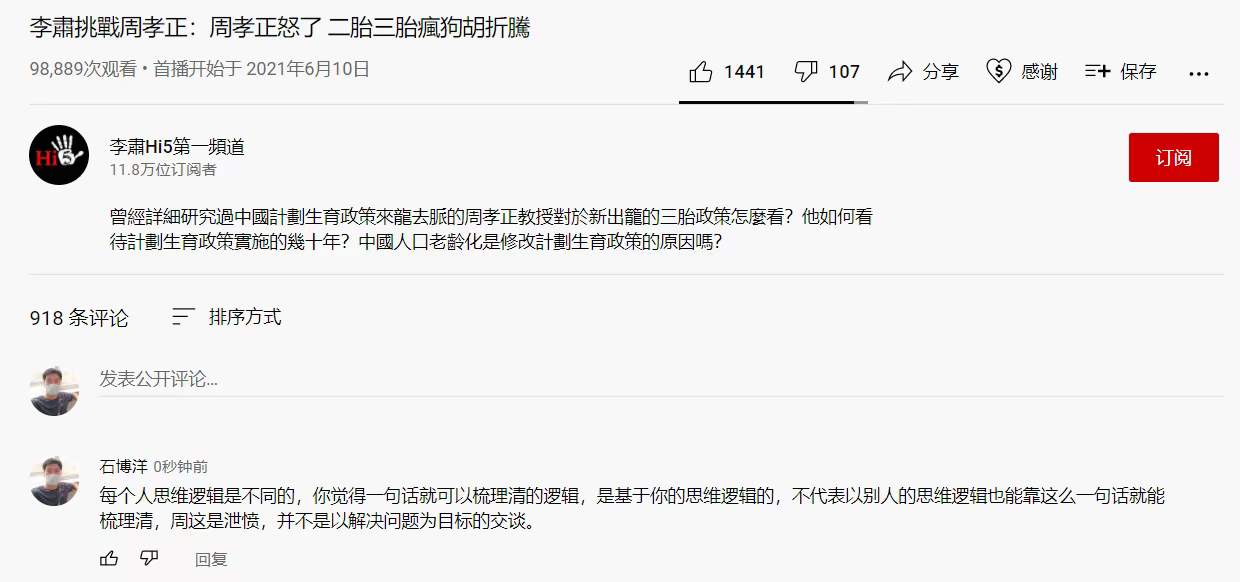 李肅挑戰周孝正：周孝正怒了 二胎三胎瘋狗胡折騰
98,889次观看 • 首播开始于 2021年6月10日
1441 107 分享 感谢 保存
Hi5
李肅Hi5第一頻道
11.8万位订阅者
订阅
曾經詳細研究過中國計劃生育政策來龍去脈的周孝正教授對於新出籠的三胎政策怎麼看？他如何看
待計劃生育政策實施的幾十年？中國人口老齡化是修改計劃生育政策的原因嗎？
918 条评论 排序方式
发表公开评论...
石博洋 0秒钟前
每个人思维逻辑是不同的，你觉得一句话就可以梳理清的逻辑，是基于你的思维逻辑的，不代表以别人的思维逻辑也能靠这么一句话就能
梳理清，周这是泄愤，并不是以解决问题为目标的交谈。
回复